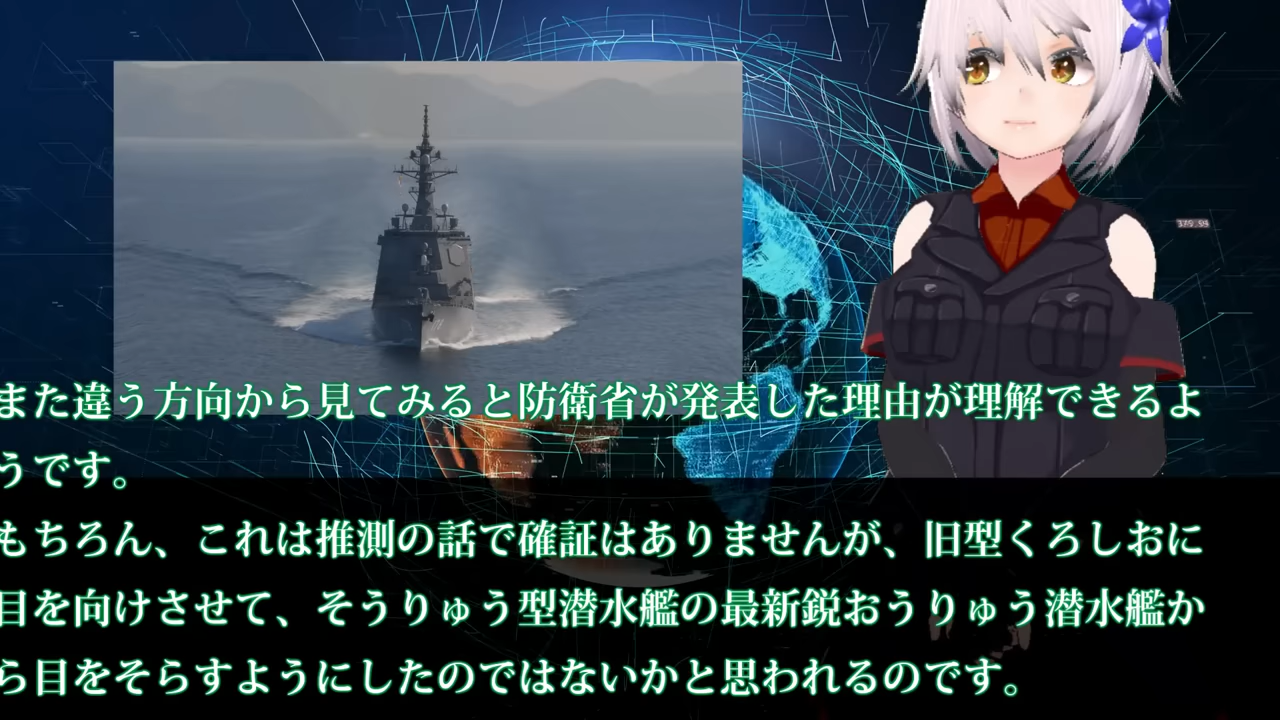 また違う方向から見てみると防衛省が発表した理由が理解できるよ
うです。
もちろん、これは推測の話で確証はありませんが、旧型くろしおに
目を向けさせて、そうりゅう型潜水艦の最新鋭おうりゅう潜水艦か
ら目をそらすようにしたのではないかと思われるのです。